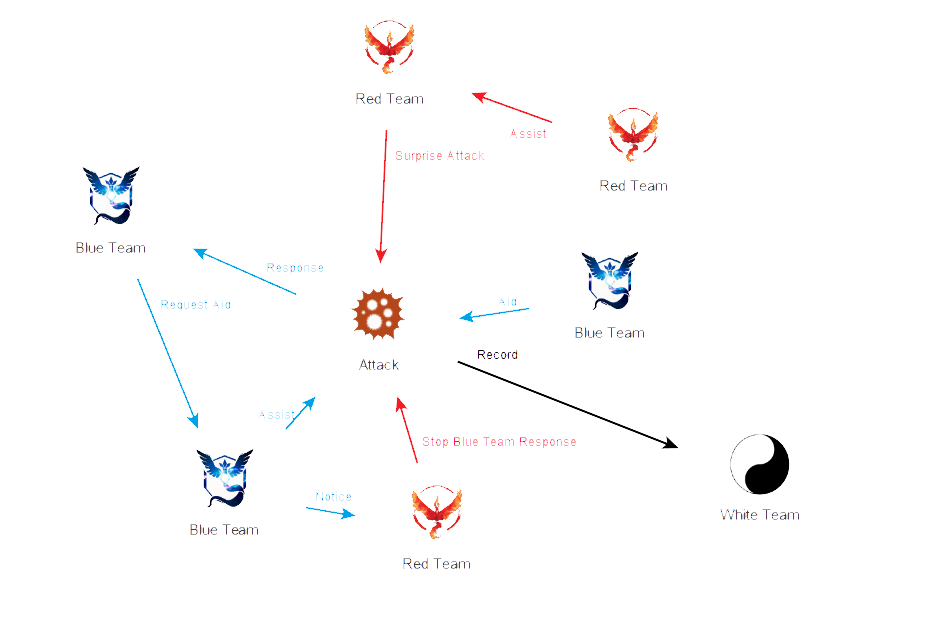 Red Team
Assist
Surprise Attack
Red Team
Blue Team
Response
Request Aid
Aid
Blue Team
Record
Attack
Assist
Stop Blue Team Response
Notice
Blue Team
White Team
Red Team